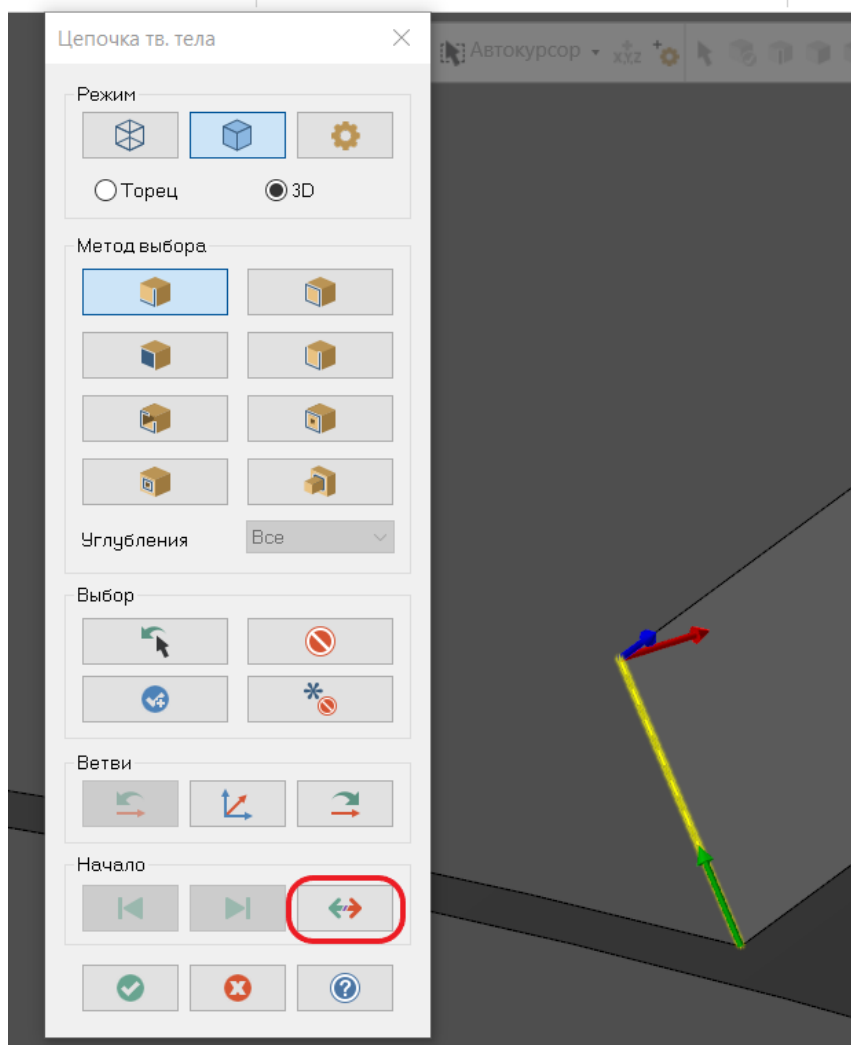 Цепочка тв. тела
Автокурсор
XYZ
Режим
Торец
3D
Метод выбора
Углубления
Все
Выбор
Ветви
Начало